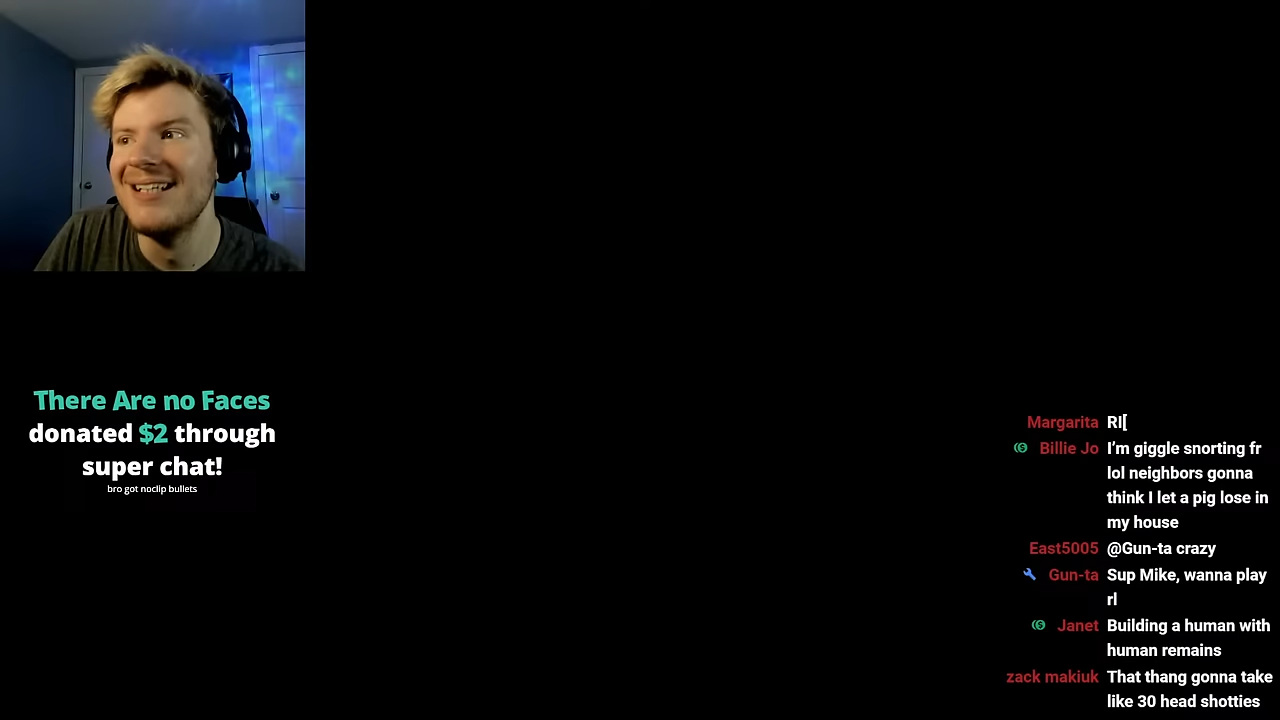 There Are no Faces
donated $2 through
super chat!
bro got noclip bullets
Margarita Rl[
Billie Jo I'm giggle snorting fr
lol neighbors gonna
think I let a pig lose in
my house
East5005 @Gun-ta crazy
Gun-ta Sup Mike, wanna play
rl
Janet Building a human with
human remains
zack makiuk That thang gonna take
like 30 head shotties